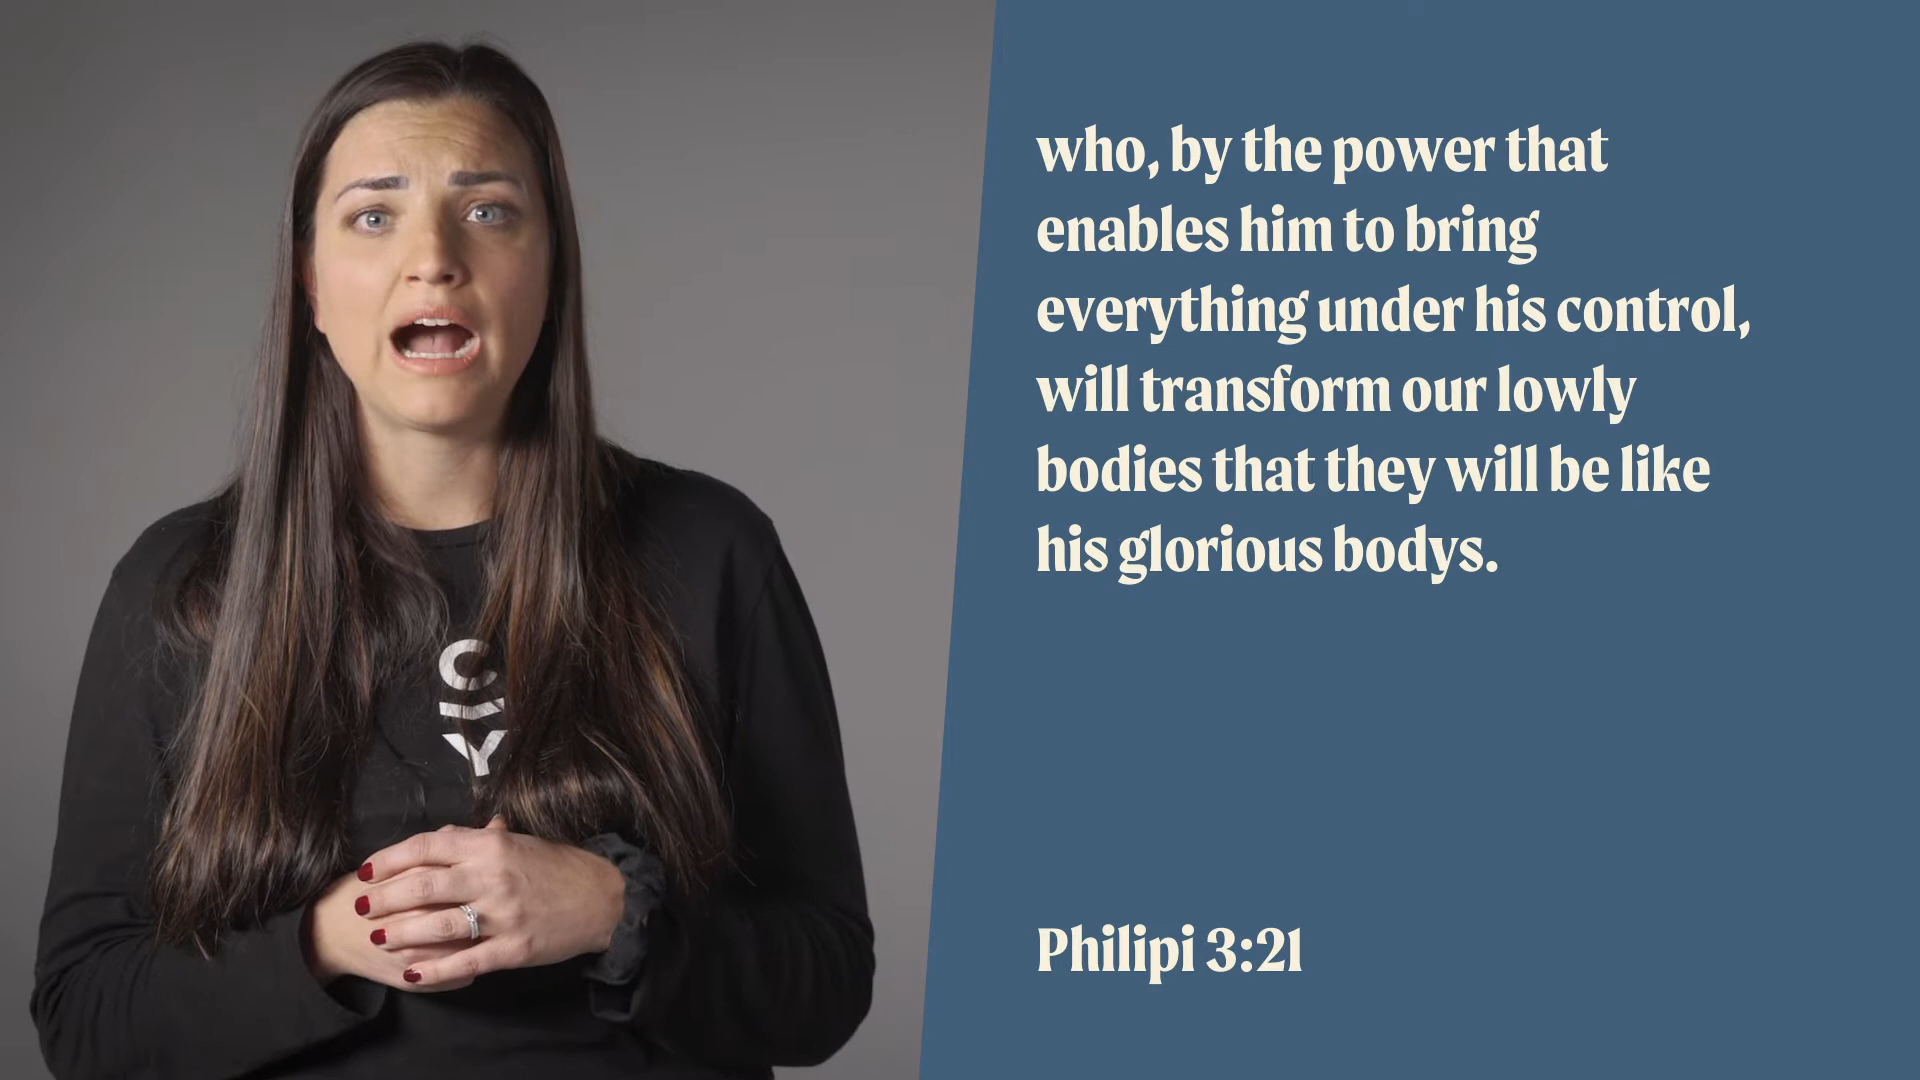 who, by the power that
enables him to bring
everything under his control,
will transform our lowly
bodies that they will be like
his glorious bodys.
Philipi 3:21
C
Y